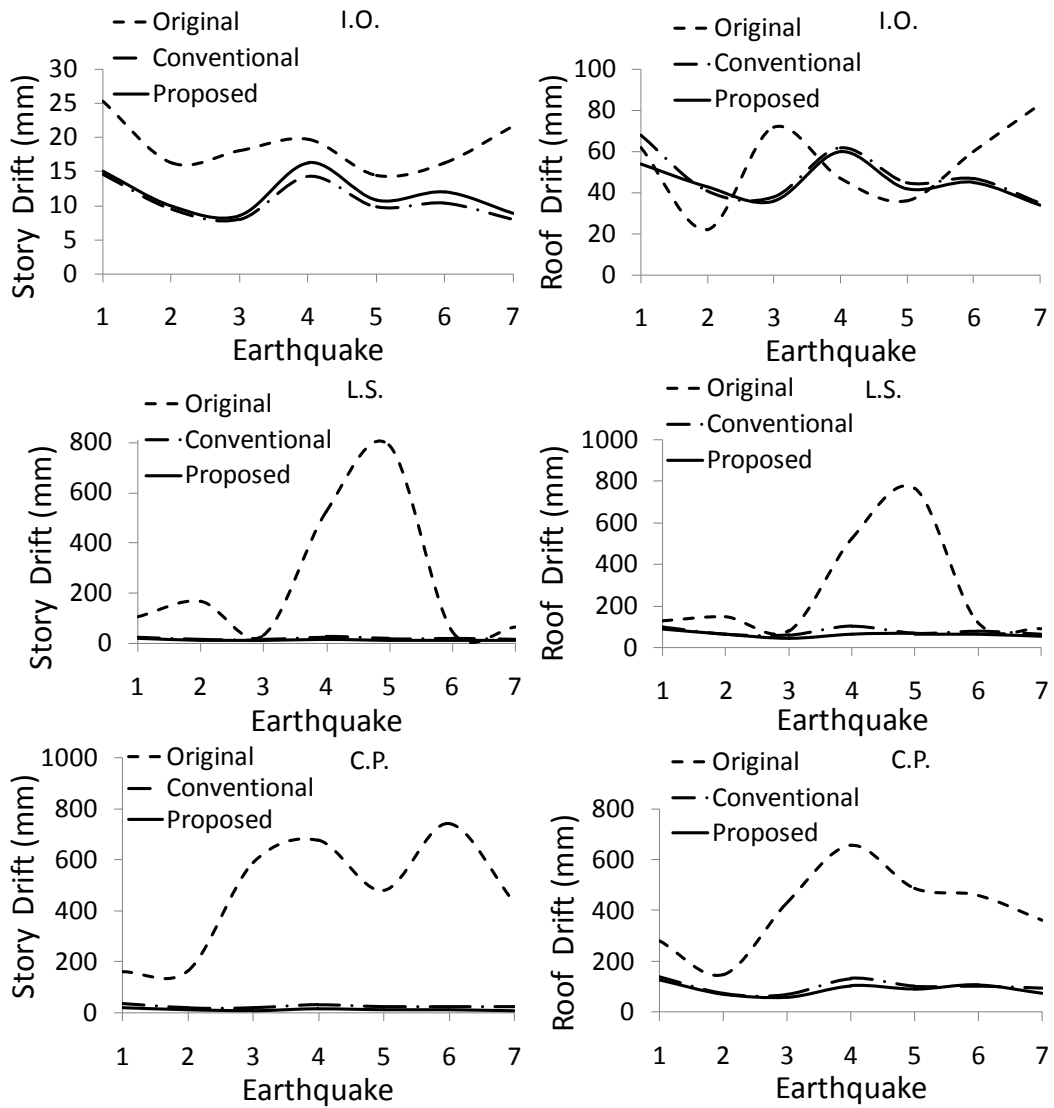 I.O.
Original
Conventional
Proposed
30
25
20
15
10
5
0
Story Drift (mm)
1 2 3 4 5 6 7
Earthquake
I.O.
Original
Conventional
Proposed
100
80
60
40
20
0
Roof Drift (mm)
1 2 3 4 5 6 7
Earthquake
L.S.
Original
Conventional
Proposed
800
600
400
200
0
Story Drift (mm)
1 2 3 4 5 6 7
Earthquake
L.S.
Original
Conventional
Proposed
1000
800
600
400
200
0
Roof Drift (mm)
1 2 3 4 5 6 7
Earthquake
C.P.
Original
Conventional
Proposed
1000
800
600
400
200
0
Story Drift (mm)
1 2 3 4 5 6 7
Earthquake
C.P.
Original
Conventional
Proposed
800
600
400
200
0
Roof Drift (mm)
1 2 3 4 5 6 7
Earthquake